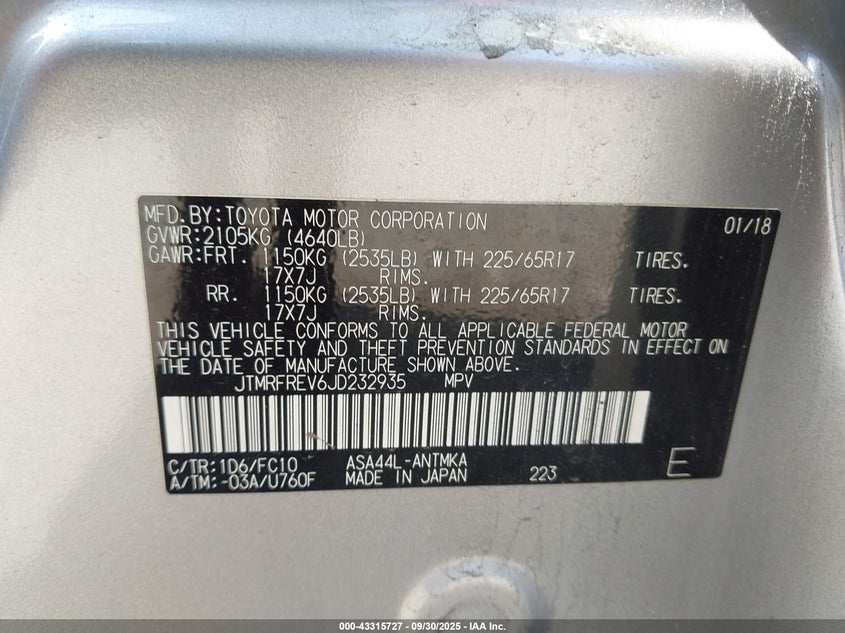 MFD.BY:TOYOTA MOTOR CORPORATION 01/18
GVWR:2105KG (4640LB)
GAWR:FRT. 1150KG (2535LB) WITH 225/65R17 TIRES.
17X7J RIMS.
RR. 1150KG (2535LB) WITH 225/65R17 TIRES.
17X7J RIMS.
THIS VEHICLE CONFORMS TO ALL APPLICABLE FEDERAL MOTOR
VEHICLE SAFETY AND THEFT PREVENTION STANDARDS IN EFFECT ON
THE DATE OF MANUFACTURE SHOWN ABOVE.
JTMRFREV6JD232935 MPV
C/TR:1D6/FC10 ASA44L-ANTMKA
A/TM:-03A/U760F MADE IN JAPAN 223 E
000-43315727 - 09/30/2025 - IAA Inc.